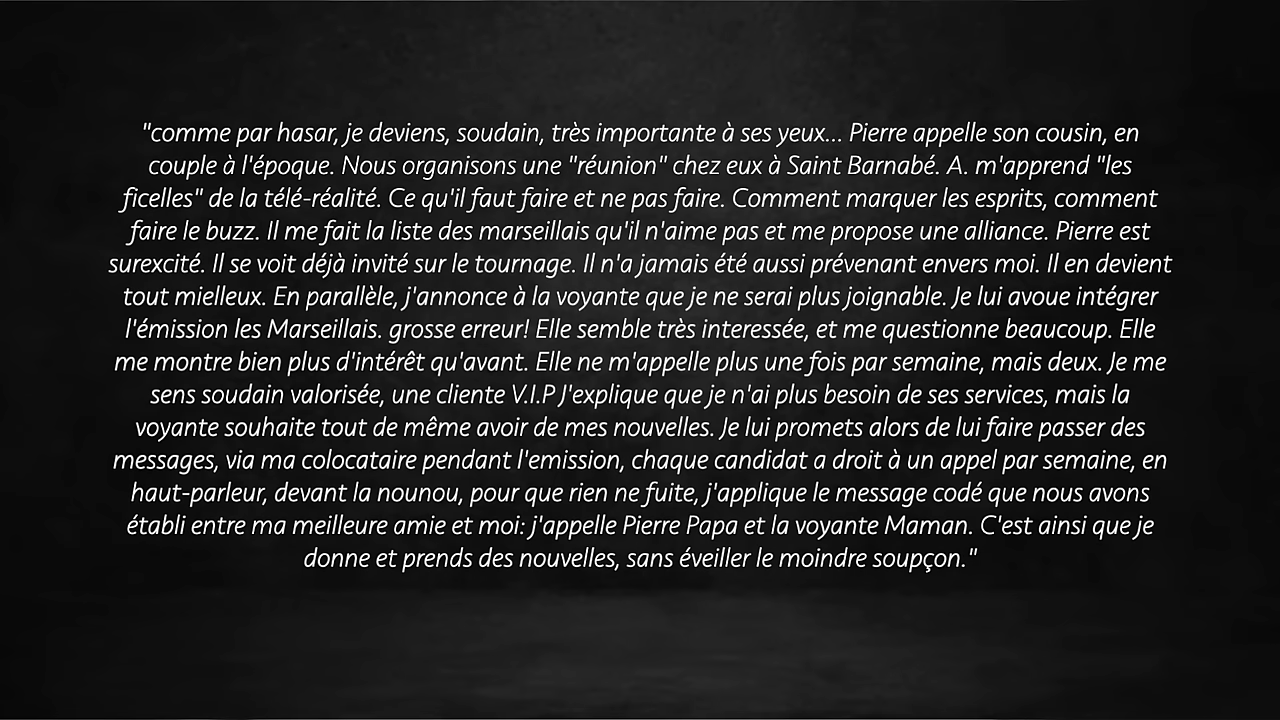 "comme par hasar, je deviens, soudain, très importante à ses yeux... Pierre appelle son cousin, en
couple à l'époque. Nous organisons une "réunion" chez eux à Saint Barnabé. A. m'apprend "les
ficelles" de la télé-réalité. Ce qu'il faut faire et ne pas faire. Comment marquer les esprits, comment
faire le buzz. Il me fait la liste des marseillais qu'il n'aime pas et me propose une alliance. Pierre est
surexcité. Il se voit déjà invité sur le tournage. Il n'a jamais été aussi prévenant envers moi. Il en devient
tout mielleux. En parallèle, j'annonce à la voyante que je ne serai plus joignable. Je lui avoue intégrer
l'émission les Marseillais. grosse erreur! Elle semble très interessée, et me questionne beaucoup. Elle
me montre bien plus d'intérêt qu'avant. Elle ne m'appelle plus une fois par semaine, mais deux. Je me
sens soudain valorisée, une cliente V.I.P J'explique que je n'ai plus besoin de ses services, mais la
voyante souhaite tout de même avoir de mes nouvelles. Je lui promets alors de lui faire passer des
messages, via ma colocataire pendant l'emission, chaque candidat a droit à un appel par semaine, en
haut-parleur, devant la nounou, pour que rien ne fuite, j'applique le message codé que nous avons
établi entre ma meilleure amie et moi: j'appelle Pierre Papa et la voyante Maman. C'est ainsi que je
donne et prends des nouvelles, sans éveiller le moindre soupçon."